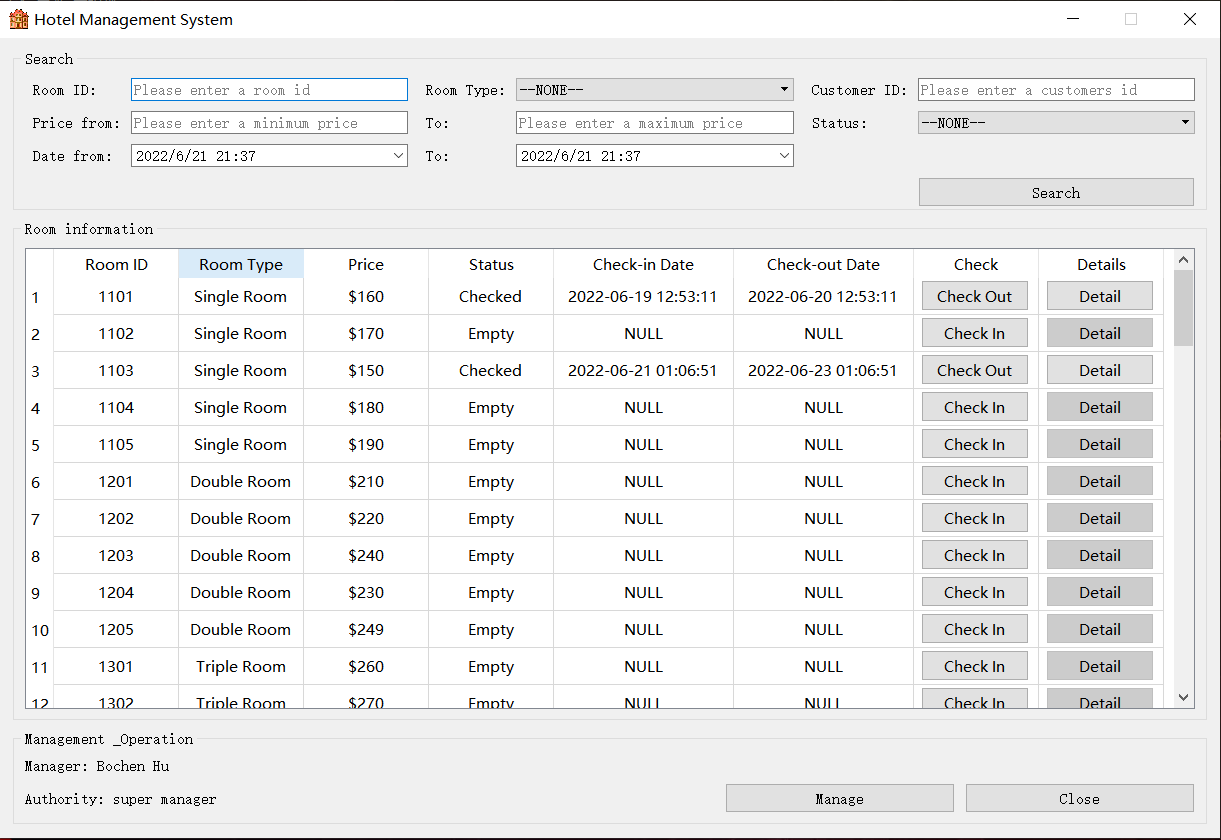 Hotel Management System
Search
Room ID: Please enter a room id Room Type: --NONE-- Customer ID: Please enter a customers id
Price from: Please enter a minimum price To: Please enter a maximum price Status: --NONE--
Date from: 2022/6/21 21:37 To: 2022/6/21 21:37
Search
Room information
Room ID Room Type Price Status Check-in Date Check-out Date Check Details
1 1101 Single Room $160 Checked 2022-06-19 12:53:11 2022-06-20 12:53:11 Check Out Detail
2 1102 Single Room $170 Empty NULL NULL Check In Detail
3 1103 Single Room $150 Checked 2022-06-21 01:06:51 2022-06-23 01:06:51 Check Out Detail
4 1104 Single Room $180 Empty NULL NULL Check In Detail
5 1105 Single Room $190 Empty NULL NULL Check In Detail
6 1201 Double Room $210 Empty NULL NULL Check In Detail
7 1202 Double Room $220 Empty NULL NULL Check In Detail
8 1203 Double Room $240 Empty NULL NULL Check In Detail
9 1204 Double Room $230 Empty NULL NULL Check In Detail
10 1205 Double Room $249 Empty NULL NULL Check In Detail
11 1301 Triple Room $260 Empty NULL NULL Check In Detail
12 1302 Triple Room $270 Empty NULL NULL Check In Detail
Management _Operation
Manager: Bochen Hu
Authority: super manager Manage Close